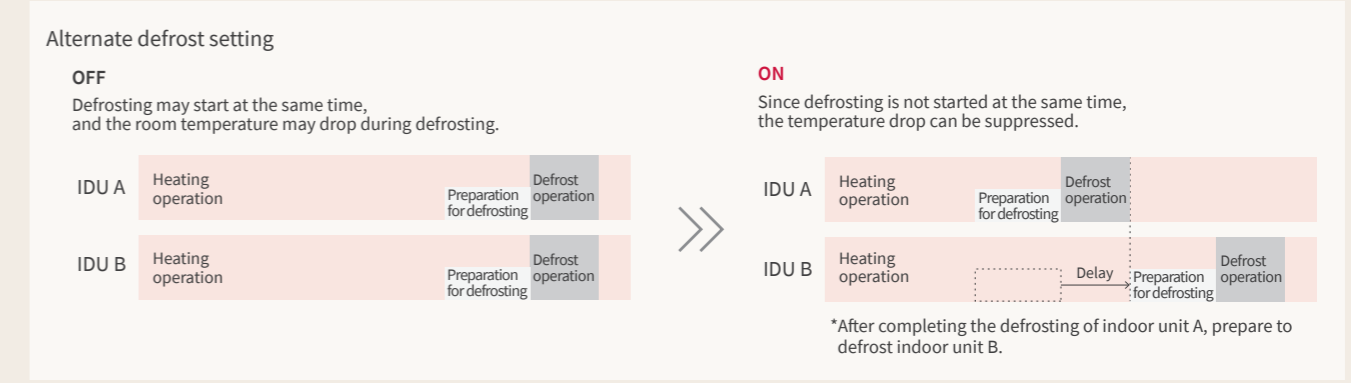 Alternate defrost setting
OFF
Defrosting may start at the same time,
and the room temperature may drop during defrosting.
IDU A
Heating
operation
Preparation
for defrosting
Defrost
operation
IDU B
Heating
operation
Preparation
for defrosting
Defrost
operation
ON
Since defrosting is not started at the same time,
the temperature drop can be suppressed.
IDU A
Heating
operation
Preparation
for defrosting
Defrost
operation
IDU B
Heating
operation
Delay
Preparation
for defrosting
Defrost
operation
*After completing the defrosting of indoor unit A, prepare to
defrost indoor unit B.